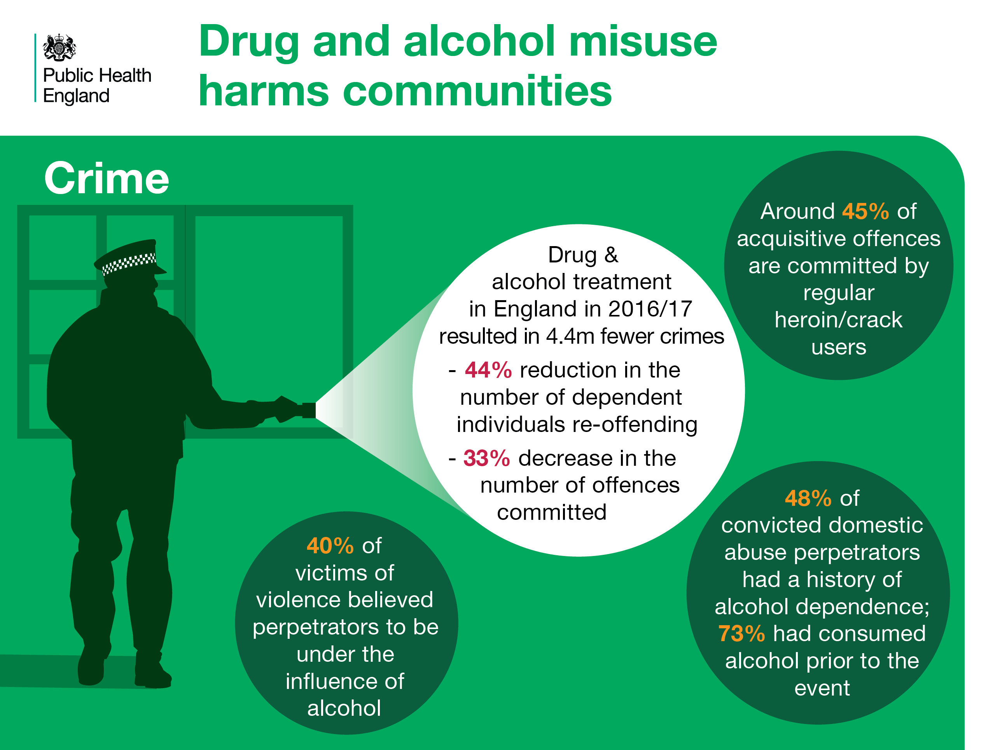 Public Health
England
Drug and alcohol misuse
harms communities
Crime
Drug &
alcohol treatment
in England in 2016/17
resulted in 4.4m fewer crimes
- 44% reduction in the
number of dependent
individuals re-offending
- 33% decrease in the
number of offences
committed
Around 45% of
acquisitive offences
are committed by
regular
heroin/crack
users
40% of
victims of
violence believed
perpetrators to be
under the
influence of
alcohol
48% of
convicted domestic
abuse perpetrators
had a history of
alcohol dependence;
73% had consumed
alcohol prior to the
event